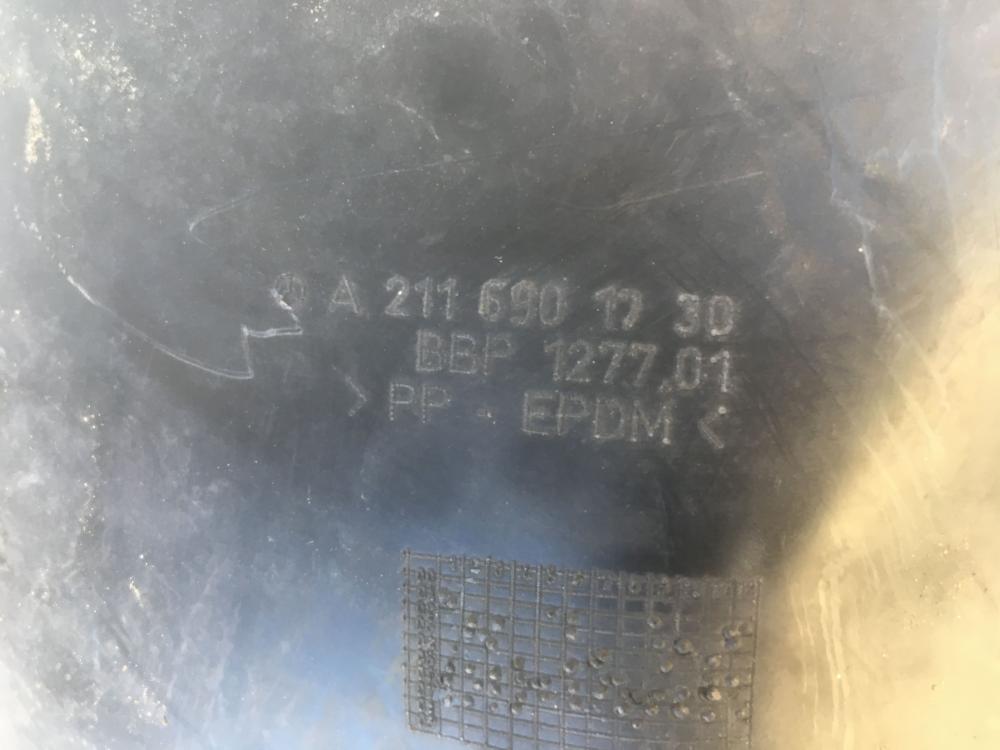 A 211 690 17 30
BBP 1277.01
>PP - EPDM<